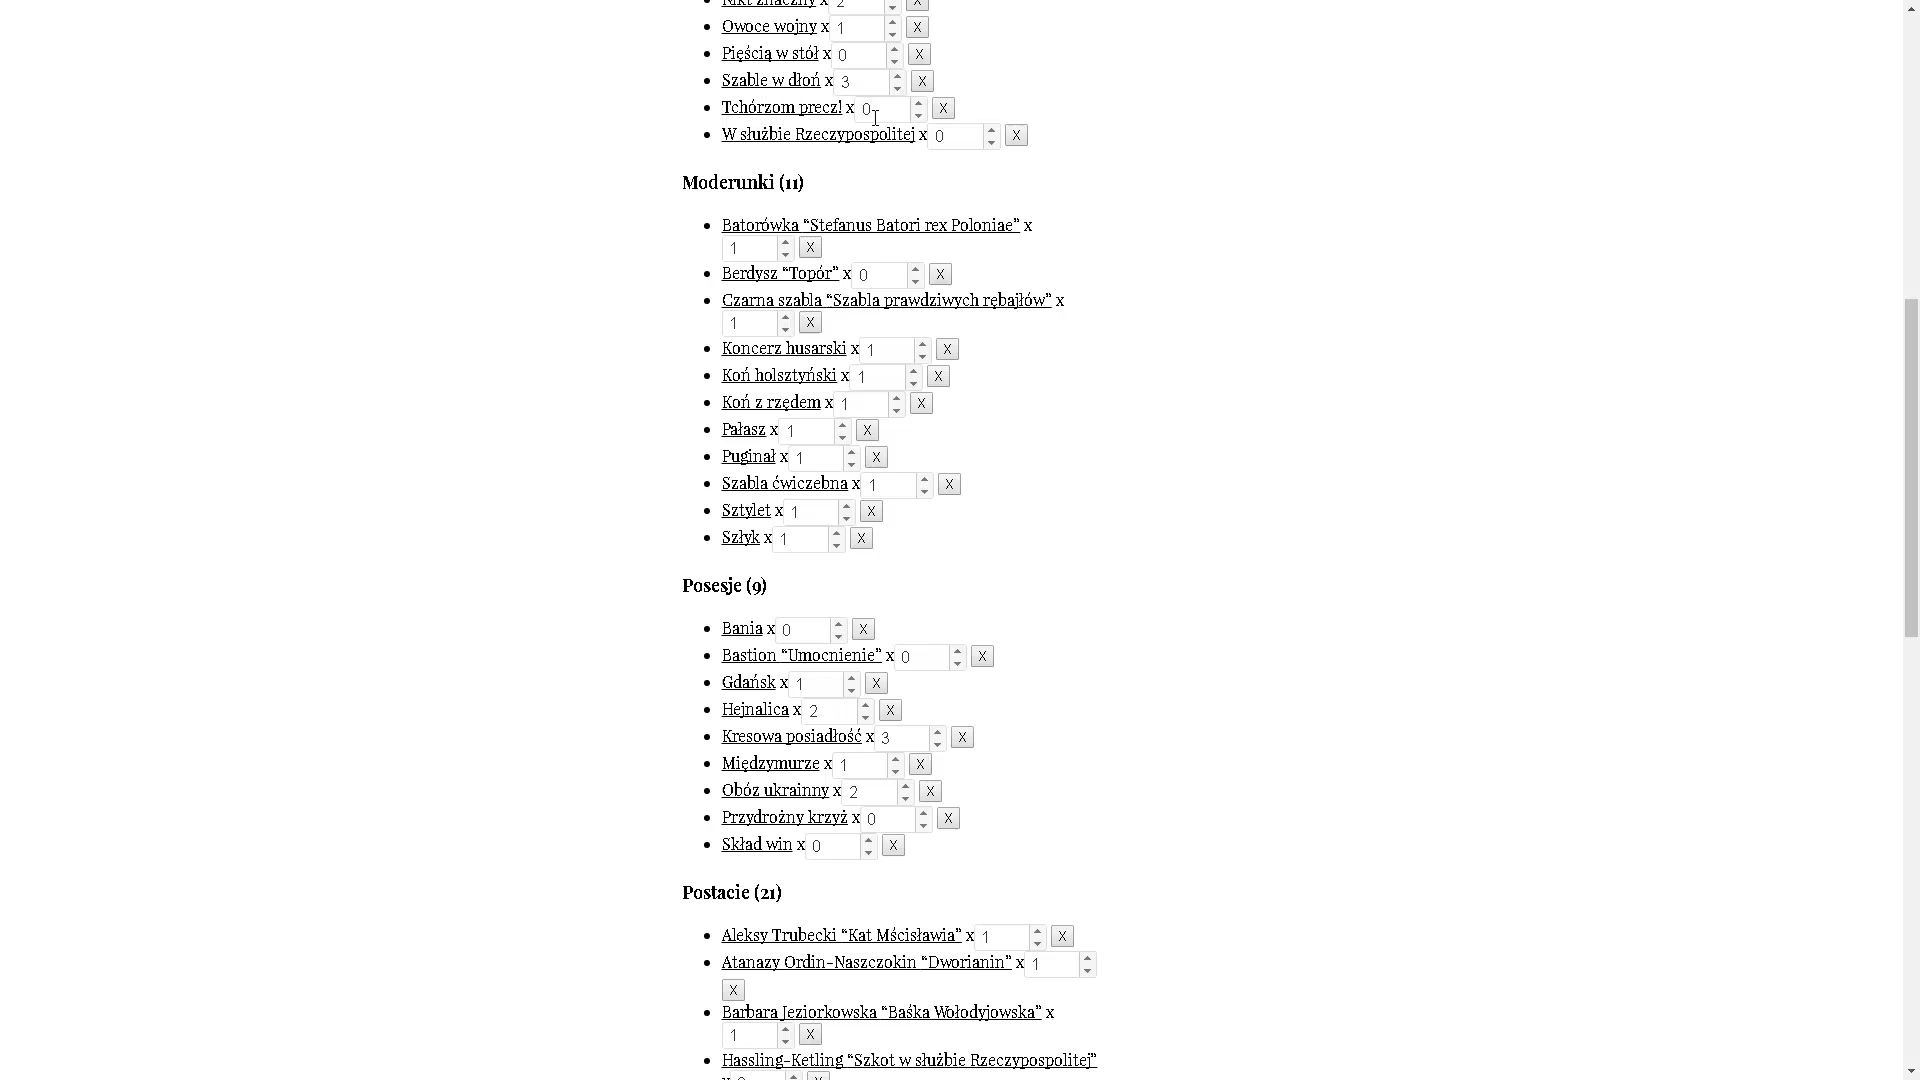 Nikt znaczny x 2 X
Owoce wojny x 1 X
Pięścią w stół x 0 X
Szable w dłoń x 3 X
Tchórzom precz! x 0 X
W służbie Rzeczypospolitej x 0 X
Moderunki (11)
Batorówka “Stefanus Batori rex Poloniae” x
1 X
Berdysz “Topór” x 0 X
Czarna szabla “Szabla prawdziwych rębajłów” x
1 X
Koncerz husarski x 1 X
Koń holsztyński x 1 X
Koń z rzędem x 1 X
Pałasz x 1 X
Puginał x 1 X
Szabla ćwiczebna x 1 X
Sztylet x 1 X
Szłyk x 1 X
Posesje (9)
Bania x 0 X
Bastion “Umocnienie” x 0 X
Gdańsk x 1 X
Hejnalica x 2 X
Kresowa posiadłość x 3 X
Międzymurze x 1 X
Obóz ukrainny x 2 X
Przydrożny krzyż x 0 X
Skład win x 0 X
Postacie (21)
Aleksy Trubecki “Kat Mścisławia” x 1 X
Atanazy Ordin-Naszczokin “Dworianin” x 1
X
Barbara Jeziorkowska “Baśka Wołodyjowska” x
1 X
Hassling-Ketling “Szkot w służbie Rzeczypospolitej”